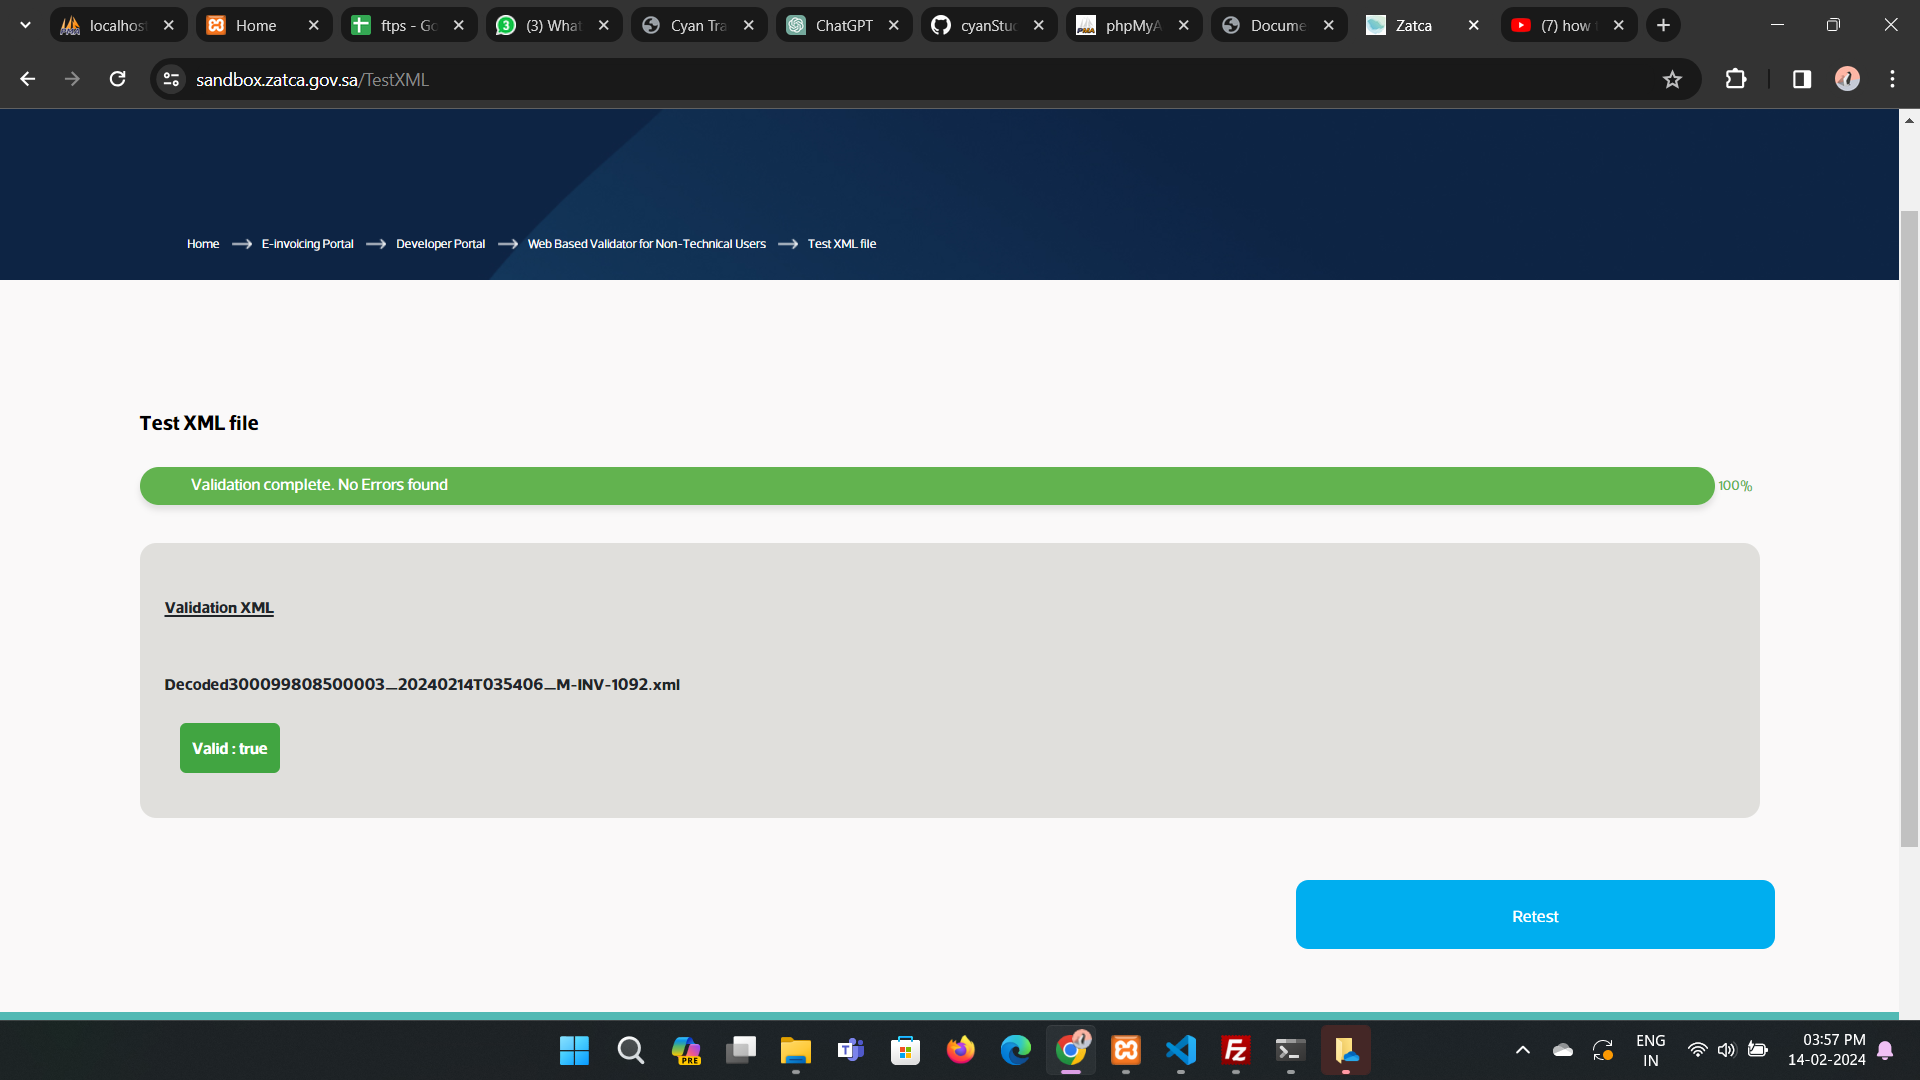 localhost
Home
ftps - Go
(3) What
Cyan Tra
ChatGPT
cyanStud
phpMyA
Docume
Zatca
(7) how t
sandbox.zatca.gov.sa/TestXML
Home
E-invoicing Portal
Developer Portal
Web Based Validator for Non-Technical Users
Test XML file
Test XML file
Validation complete. No Errors found
100%
Validation XML
Decoded300099808500003_20240214T035406_M-INV-1092.xml
Valid : true
Retest
PRE
ENG
IN
03:57 PM
14-02-2024